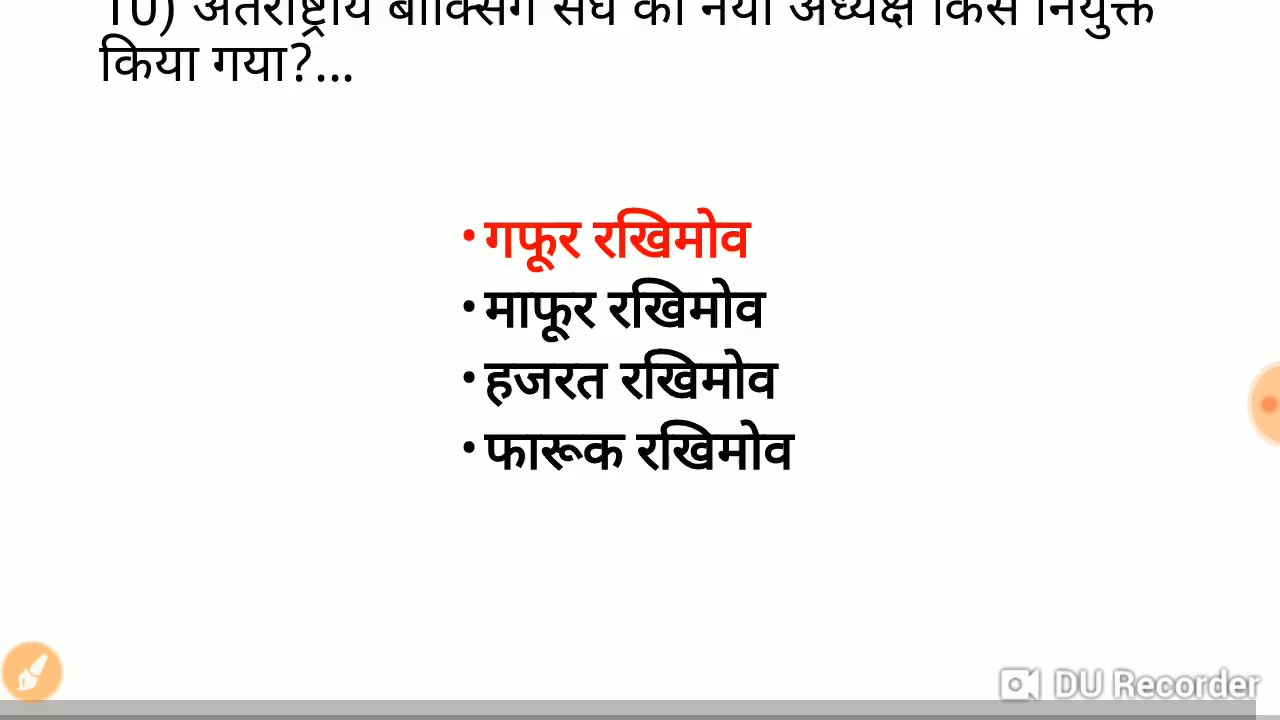 10) अंतर्राष्ट्रीय बॉक्सिंग संघ का नया अध्यक्ष किसे नियुक्त
किया गया?...
•गफूर रखिमोव
•माफूर रखिमोव
•हजरत रखिमोव
•फारूक रखिमोव
DU Recorder